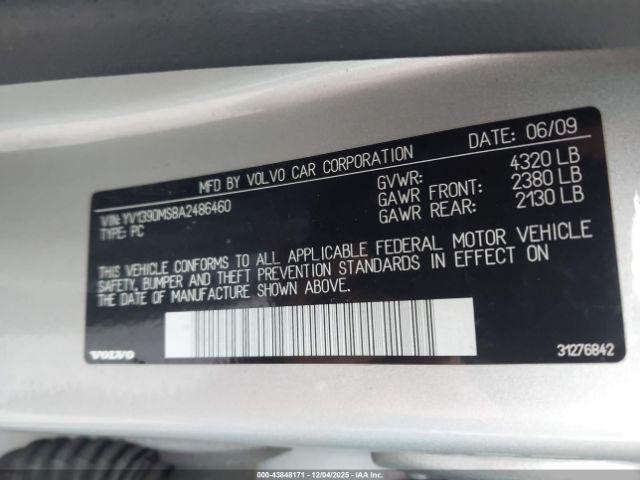 MFD BY VOLVO CAR CORPORATION
DATE: 06/09
VIN: YV1390MS8A2486460
TYPE: PC
GVWR: 4320 LB
GAWR FRONT: 2380 LB
GAWR REAR: 2130 LB
THIS VEHICLE CONFORMS TO ALL APPLICABLE FEDERAL MOTOR VEHICLE
SAFETY, BUMPER AND THEFT PREVENTION STANDARDS IN EFFECT ON
THE DATE OF MANUFACTURE SHOWN ABOVE.
VOLVO
31276842
000-43848171 - 12/04/2025 - IAA Inc.